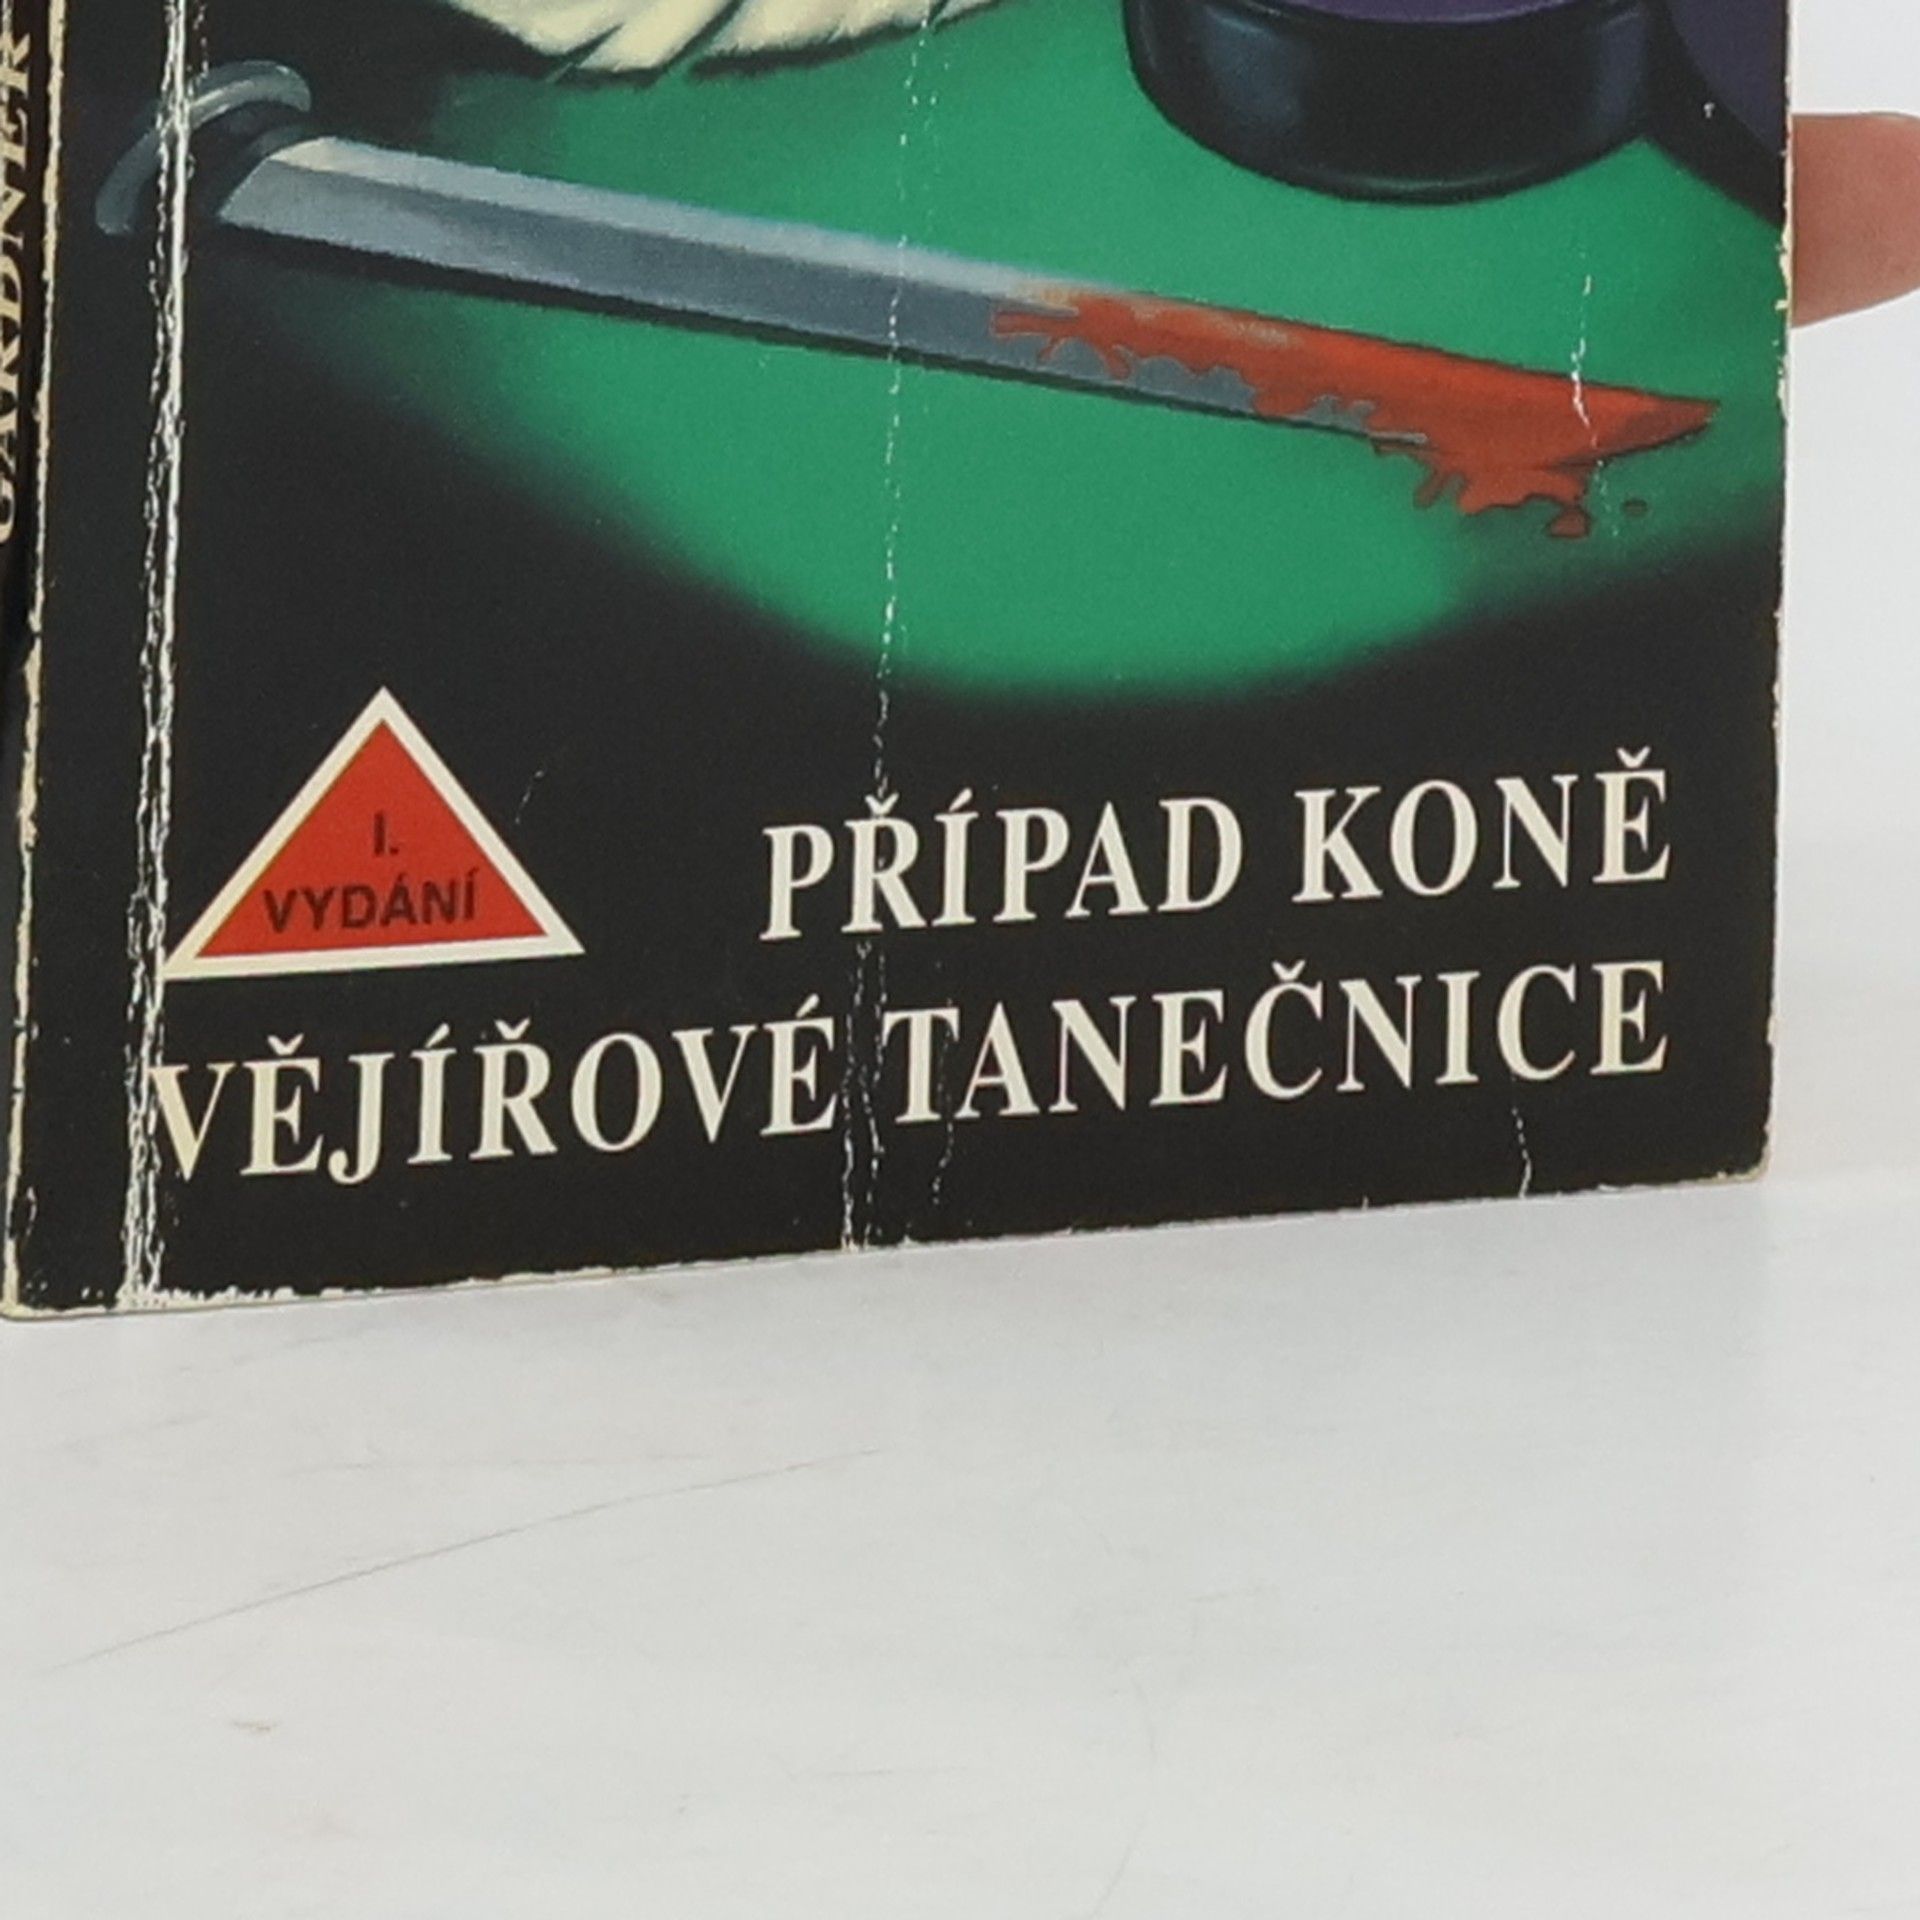 GARDNER
I.
VYDÁNÍ
PŘÍPAD KONĚ
VĚJÍŘOVÉ TANEČNICE